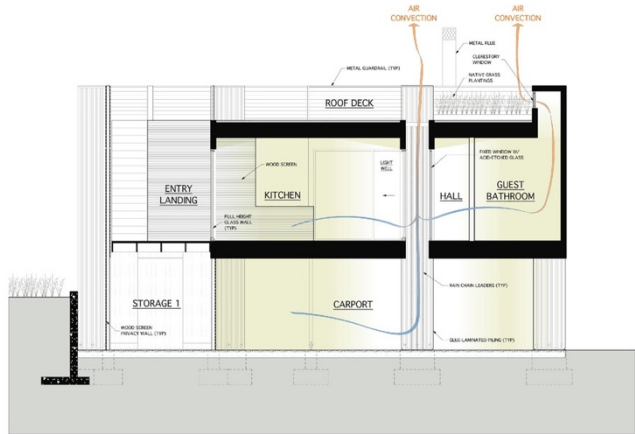 AIR
CONVECTION
AIR
CONVECTION
METAL FLUE
CLERESTORY
WINDOW
METAL GUARDRAIL (TYP)
NATIVE GRASS
PLANTINGS
ROOF DECK
FIXED WINDOW W/
ACID-ETCHED GLASS
WOOD SCREEN
LIGHT
WELL
ENTRY
LANDING
KITCHEN
HALL
GUEST
BATHROOM
FULL HEIGHT
GLASS WALL
(TYP)
RAIN CHAIN LEADERS (TYP)
STORAGE 1
CARPORT
WOOD SCREEN
PRIVACY WALL (TYP)
GLUE-LAMINATED PILING (TYP)